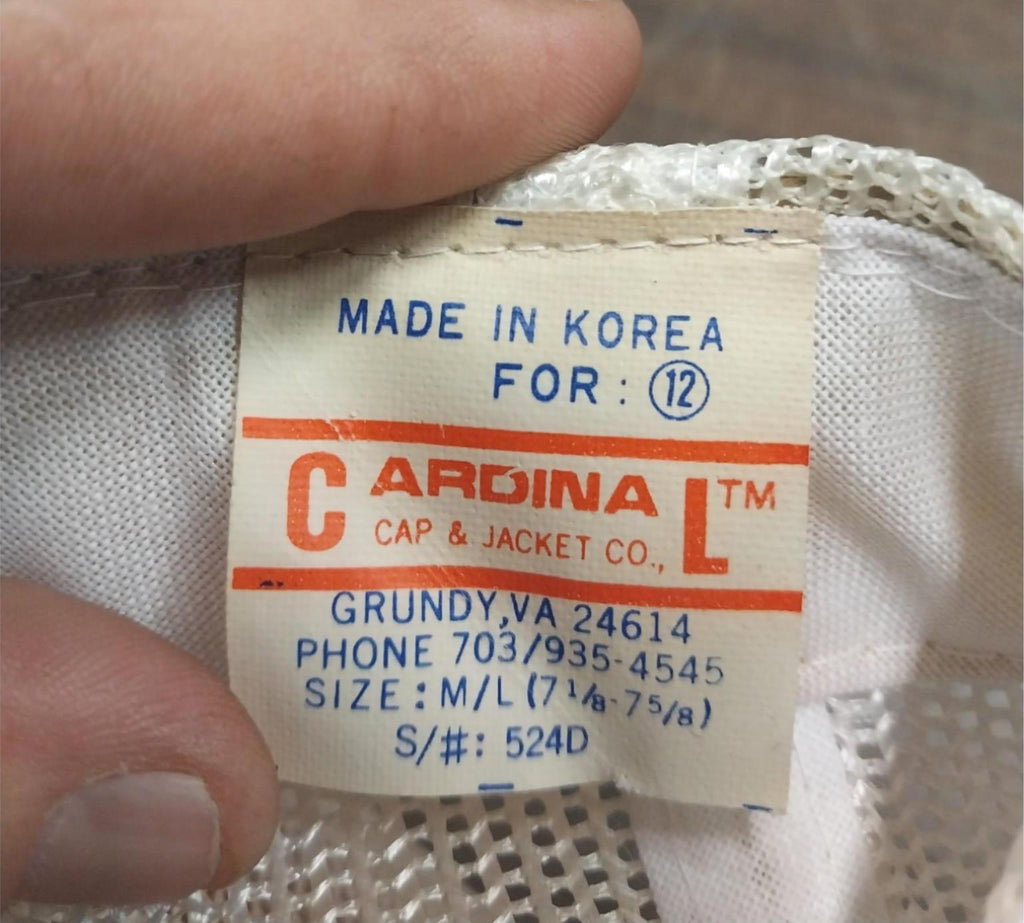 MADE IN KOREA
FOR: ⑫
CARDINAL™
CAP & JACKET CO.,
GRUNDY,VA 24614
PHONE 703/935-4545
SIZE: M/L (7 1/8-7 5/8)
S/#: 524D